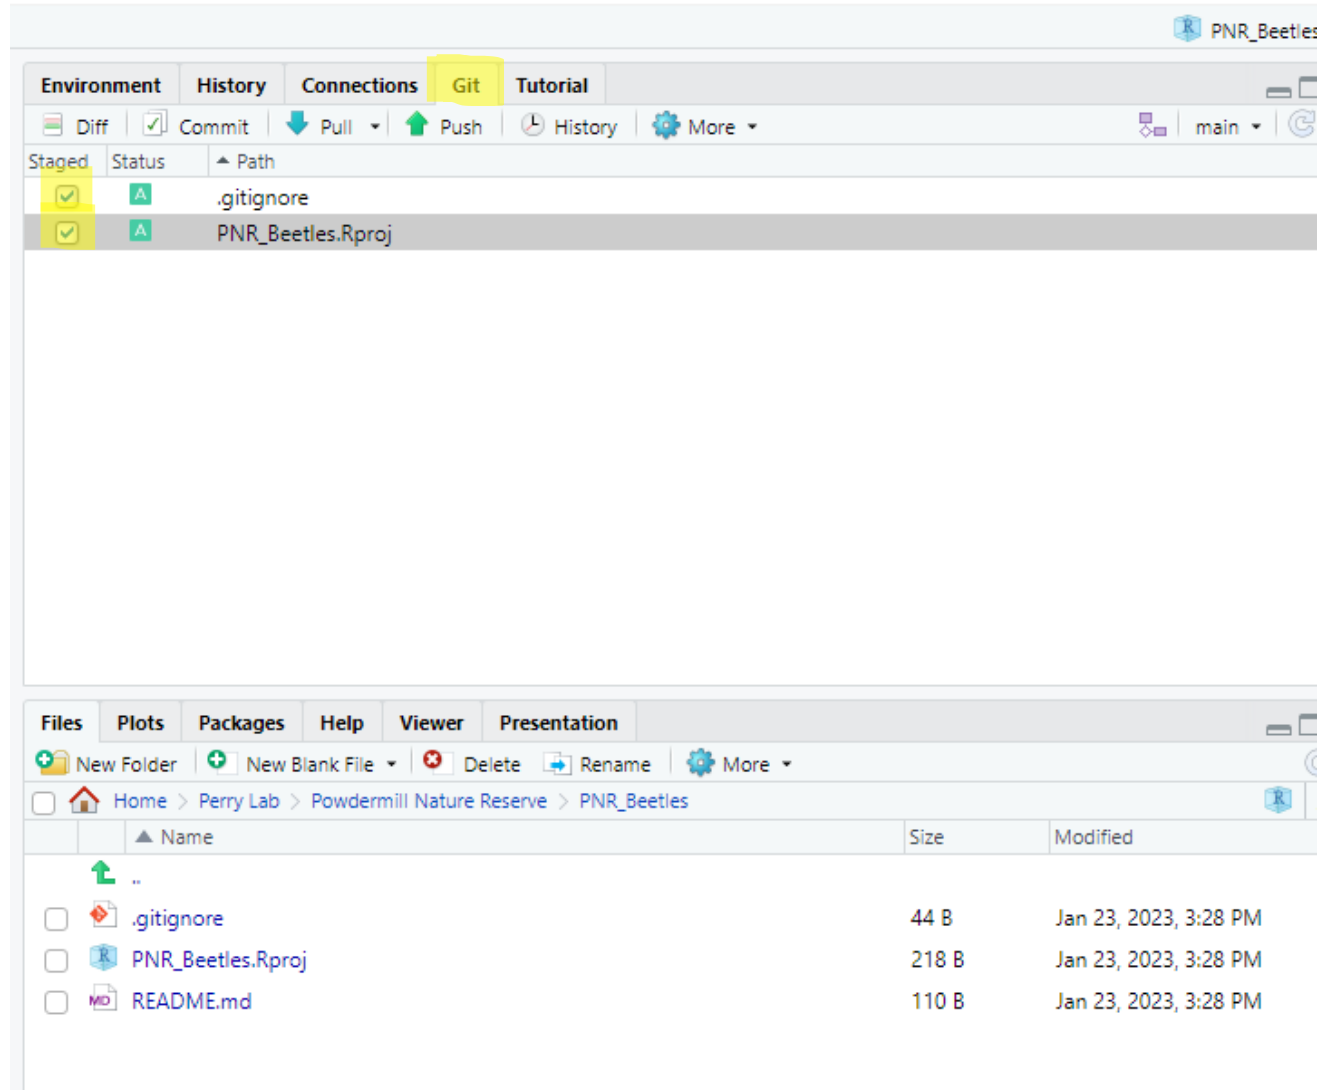 PNR_Beetles
Environment History Connections Git Tutorial
Diff Commit Pull Push History More main
Staged Status Path
A .gitignore
A PNR_Beetles.Rproj
Files Plots Packages Help Viewer Presentation
New Folder New Blank File Delete Rename More
Home > Perry Lab > Powdermill Nature Reserve > PNR_Beetles R
Name Size Modified
..
.gitignore 44 B Jan 23, 2023, 3:28 PM
PNR_Beetles.Rproj 218 B Jan 23, 2023, 3:28 PM
README.md 110 B Jan 23, 2023, 3:28 PM